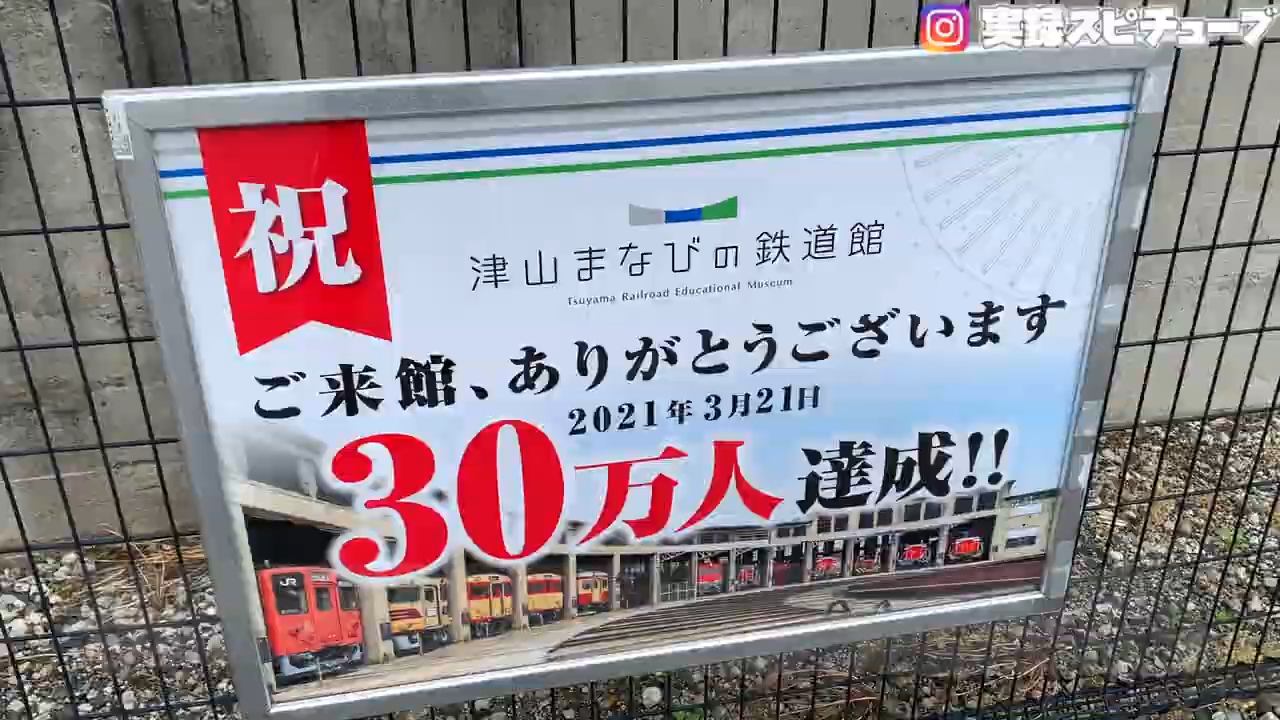 実録スピチューブ
祝
津山まなびの鉄道館
Tsuyama Railroad Educational Museum
ご来館、ありがとうございます
2021年3月21日
30万人達成!!
JR